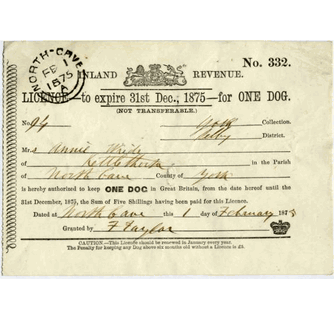 NORTH-CAVE
A
FE 1
1875
No. 332.
INLAND REVENUE.
LICENCE—to expire 31st Dec., 1875—for ONE DOG.
(NOT TRANSFERABLE.)
No. 94 York Collection.
Selby District.
Mrs Annie
of Kettlethorpe in the Parish
of North Cave County of York
is hereby authorized to keep ONE DOG in Great Britain, from the date hereof until the
31st December, 1875, the Sum of Five Shillings having been paid for this Licence.
Dated at North Cave this 1 day of February 1875
Granted by F Taylor
CAUTION.—This Licence should be renewed in January every year.
The Penalty for keeping any Dog above six months old without a Licence is £5.